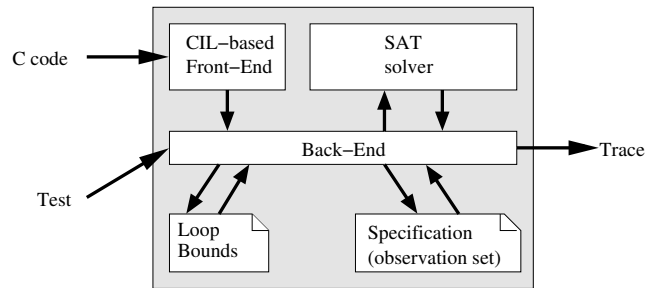 CIL−based
Front−End
SAT
solver
C code
Back−End
Trace
Test
Loop
Bounds
Specification
(observation set)